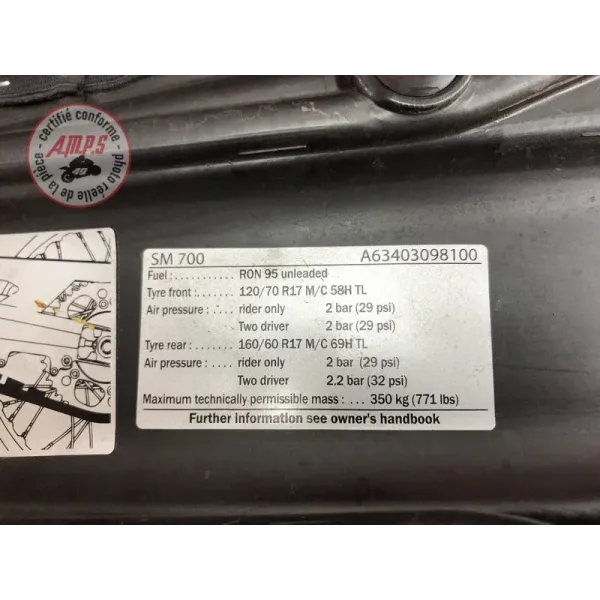 certifié conforme
A.M.P.S
40
photo réelle de la pièce
SM 700 A63403098100
Fuel:........... RON 95 unleaded
Tyre front :........ 120/70 R17 M/C 58H TL
Air pressure :..... rider only 2 bar (29 psi)
Two driver 2 bar (29 psi)
Tyre rear :......... 160/60 R17 M/C 69H TL
Air pressure :..... rider only 2 bar (29 psi)
Two driver 2.2 bar (32 psi)
Maximum technically permissible mass : ... 350 kg (771 lbs)
Further information see owner's handbook